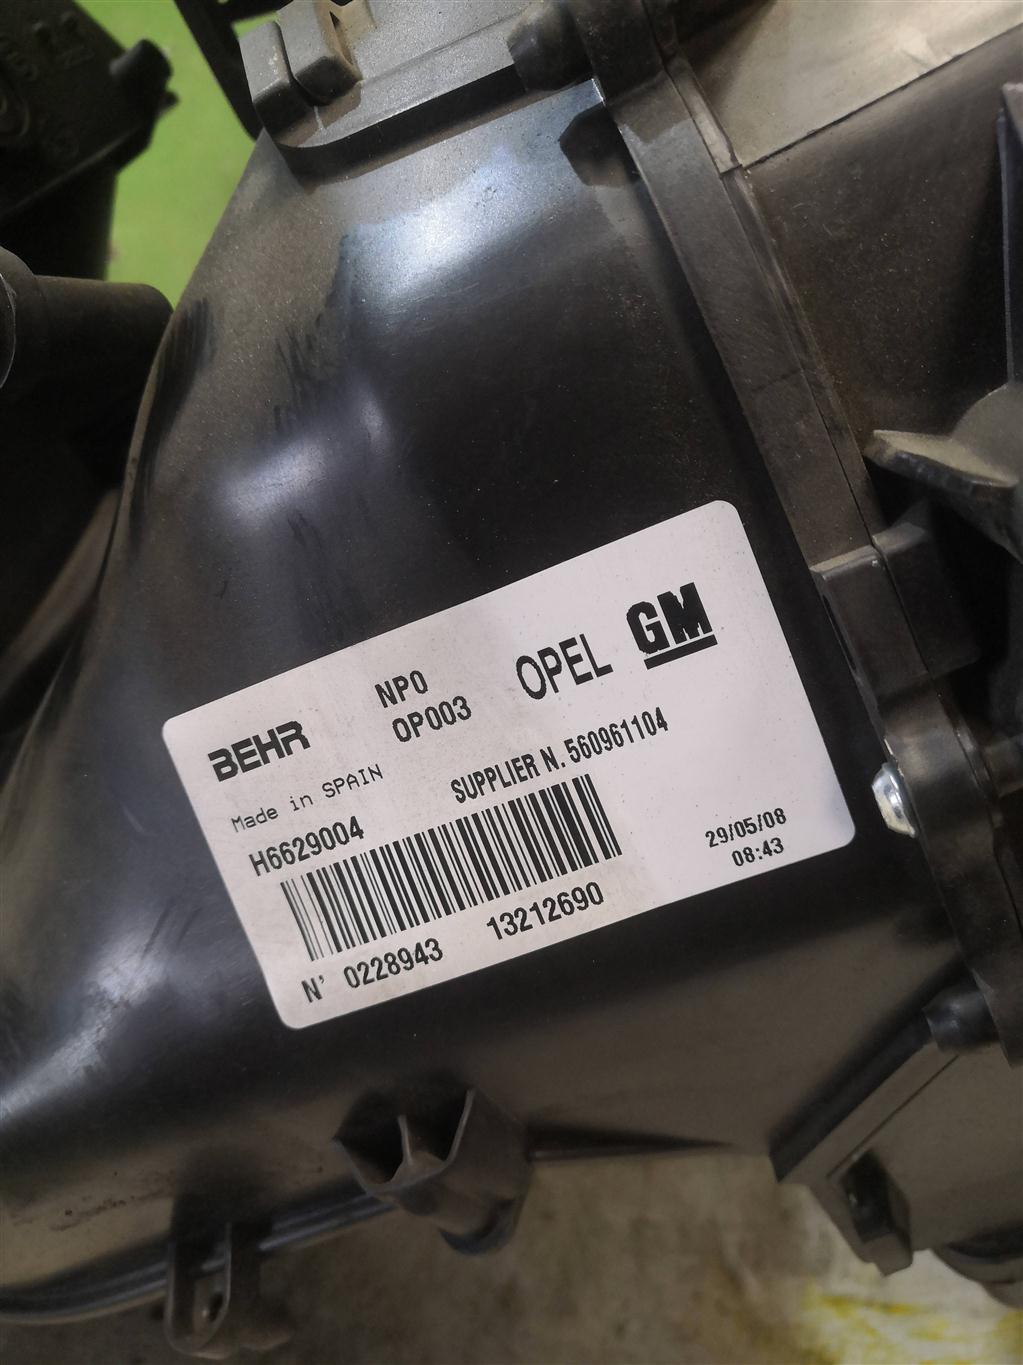 BEHR
NPO
OP003
OPEL
GM
Made in SPAIN
SUPPLIER N. 560961104
H6629004
29/05/08
08:43
N' 0228943 13212690